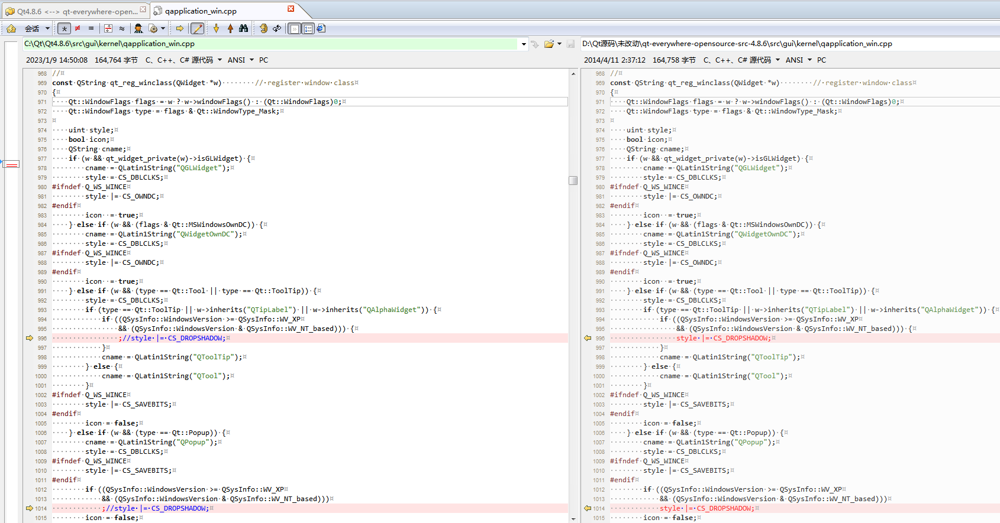 Qt4.8.6 <--> qt-everywhere-open...
qapplication_win.cpp
会话
C:\Qt\Qt4.8.6\src\gui\kernel\qapplication_win.cpp
2023/1/9 14:50:08 164,764 字节 C、C++、C# 源代码 ANSI PC
968 //¤
969 const·QString·qt_reg_winclass(QWidget·*w)········//·register·window·class¤
970 {¤
971 ····Qt::WindowFlags·flags·=·w·?·w->windowFlags()·:·(Qt::WindowFlags)0;¤
972 ····Qt::WindowFlags·type·=·flags·&·Qt::WindowType_Mask;¤
973 ¤
974 ····uint·style;¤
975 ····bool·icon;¤
976 ····QString·cname;¤
977 ····if·(w·&&·qt_widget_private(w)->isGLWidget)·{¤
978 ········cname·=·QLatin1String("QGLWidget");¤
979 ········style·=·CS_DBLCLKS;¤
980 #ifndef·Q_WS_WINCE¤
981 ········style·|=·CS_OWNDC;¤
982 #endif¤
983 ········icon··=·true;¤
984 ····}·else·if·(w·&&·(flags·&·Qt::MSWindowsOwnDC))·{¤
985 ········cname·=·QLatin1String("QWidgetOwnDC");¤
986 ········style·=·CS_DBLCLKS;¤
987 #ifndef·Q_WS_WINCE¤
988 ········style·|=·CS_OWNDC;¤
989 #endif¤
990 ········icon··=·true;¤
991 ····}·else·if·(w·&&·(type·==·Qt::Tool·||·type·==·Qt::ToolTip))·{¤
992 ········style·=·CS_DBLCLKS;¤
993 ········if·(type·==·Qt::ToolTip·||·w->inherits("QTipLabel")·||·w->inherits("QAlphaWidget"))·{¤
994 ············if·((QSysInfo::WindowsVersion·>=·QSysInfo::WV_XP¤
995 ················&&·(QSysInfo::WindowsVersion·&·QSysInfo::WV_NT_based)))·{¤
996 ················;//style·|=·CS_DROPSHADOW;¤
997 ············}¤
998 ············cname·=·QLatin1String("QToolTip");¤
999 ········}·else·{¤
1000 ············cname·=·QLatin1String("QTool");¤
1001 ········}¤
1002 #ifndef·Q_WS_WINCE¤
1003 ········style·|=·CS_SAVEBITS;¤
1004 #endif¤
1005 ········icon·=·false;¤
1006 ····}·else·if·(w·&&·(type·==·Qt::Popup))·{¤
1007 ········cname·=·QLatin1String("QPopup");¤
1008 ········style·=·CS_DBLCLKS;¤
1009 #ifndef·Q_WS_WINCE¤
1010 ········style·|=·CS_SAVEBITS;¤
1011 #endif¤
1012 ········if·((QSysInfo::WindowsVersion·>=·QSysInfo::WV_XP¤
1013 ············&&·(QSysInfo::WindowsVersion·&·QSysInfo::WV_NT_based)))¤
1014 ············;//style·|=·CS_DROPSHADOW;¤
1015 ········icon·=·false;¤
D:\Qt源码\未改动\qt-everywhere-opensource-src-4.8.6\src\gui\kernel\qapplication_win.cpp
2014/4/11 2:37:12 164,758 字节 C、C++、C# 源代码 ANSI PC
968 //¤
969 const·QString·qt_reg_winclass(QWidget·*w)········//·register·window·class¤
970 {¤
971 ····Qt::WindowFlags·flags·=·w·?·w->windowFlags()·:·(Qt::WindowFlags)0;¤
972 ····Qt::WindowFlags·type·=·flags·&·Qt::WindowType_Mask;¤
973 ¤
974 ····uint·style;¤
975 ····bool·icon;¤
976 ····QString·cname;¤
977 ····if·(w·&&·qt_widget_private(w)->isGLWidget)·{¤
978 ········cname·=·QLatin1String("QGLWidget");¤
979 ········style·=·CS_DBLCLKS;¤
980 #ifndef·Q_WS_WINCE¤
981 ········style·|=·CS_OWNDC;¤
982 #endif¤
983 ········icon··=·true;¤
984 ····}·else·if·(w·&&·(flags·&·Qt::MSWindowsOwnDC))·{¤
985 ········cname·=·QLatin1String("QWidgetOwnDC");¤
986 ········style·=·CS_DBLCLKS;¤
987 #ifndef·Q_WS_WINCE¤
988 ········style·|=·CS_OWNDC;¤
989 #endif¤
990 ········icon··=·true;¤
991 ····}·else·if·(w·&&·(type·==·Qt::Tool·||·type·==·Qt::ToolTip))·{¤
992 ········style·=·CS_DBLCLKS;¤
993 ········if·(type·==·Qt::ToolTip·||·w->inherits("QTipLabel")·||·w->inherits("QAlphaWidget"))·{¤
994 ············if·((QSysInfo::WindowsVersion·>=·QSysInfo::WV_XP¤
995 ················&&·(QSysInfo::WindowsVersion·&·QSysInfo::WV_NT_based)))·{¤
996 ················style·|=·CS_DROPSHADOW;¤
997 ············}¤
998 ············cname·=·QLatin1String("QToolTip");¤
999 ········}·else·{¤
1000 ············cname·=·QLatin1String("QTool");¤
1001 ········}¤
1002 #ifndef·Q_WS_WINCE¤
1003 ········style·|=·CS_SAVEBITS;¤
1004 #endif¤
1005 ········icon·=·false;¤
1006 ····}·else·if·(w·&&·(type·==·Qt::Popup))·{¤
1007 ········cname·=·QLatin1String("QPopup");¤
1008 ········style·=·CS_DBLCLKS;¤
1009 #ifndef·Q_WS_WINCE¤
1010 ········style·|=·CS_SAVEBITS;¤
1011 #endif¤
1012 ········if·((QSysInfo::WindowsVersion·>=·QSysInfo::WV_XP¤
1013 ············&&·(QSysInfo::WindowsVersion·&·QSysInfo::WV_NT_based)))¤
1014 ············style·|=·CS_DROPSHADOW;¤
1015 ········icon·=·false;¤